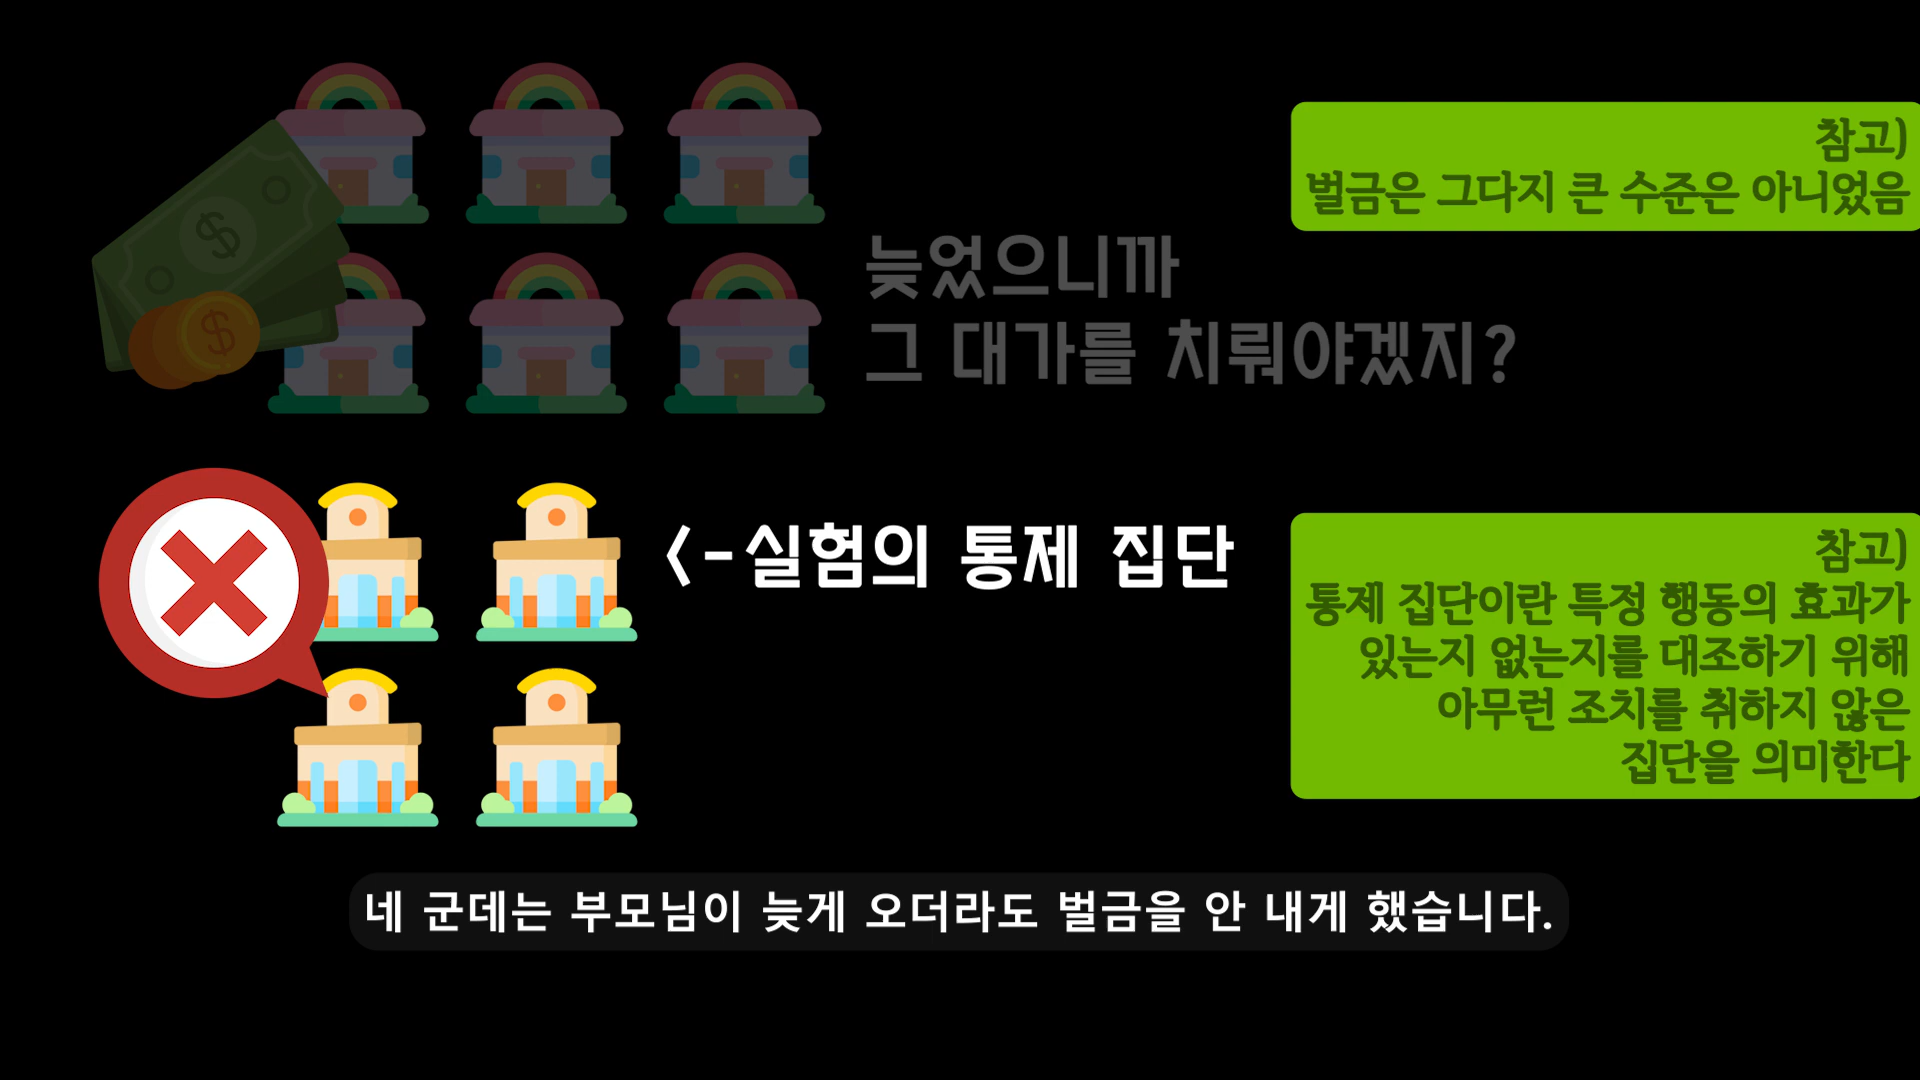 참고)
벌금은 그다지 큰 수준은 아니었음
늦었으니까
그 대가를 치뤄야겠지?
<-실험의 통제 집단
참고)
통제 집단이란 특정 행동의 효과가
있는지 없는지를 대조하기 위해
아무런 조치를 취하지 않은
집단을 의미한다
네 군데는 부모님이 늦게 오더라도 벌금을 안 내게 했습니다.